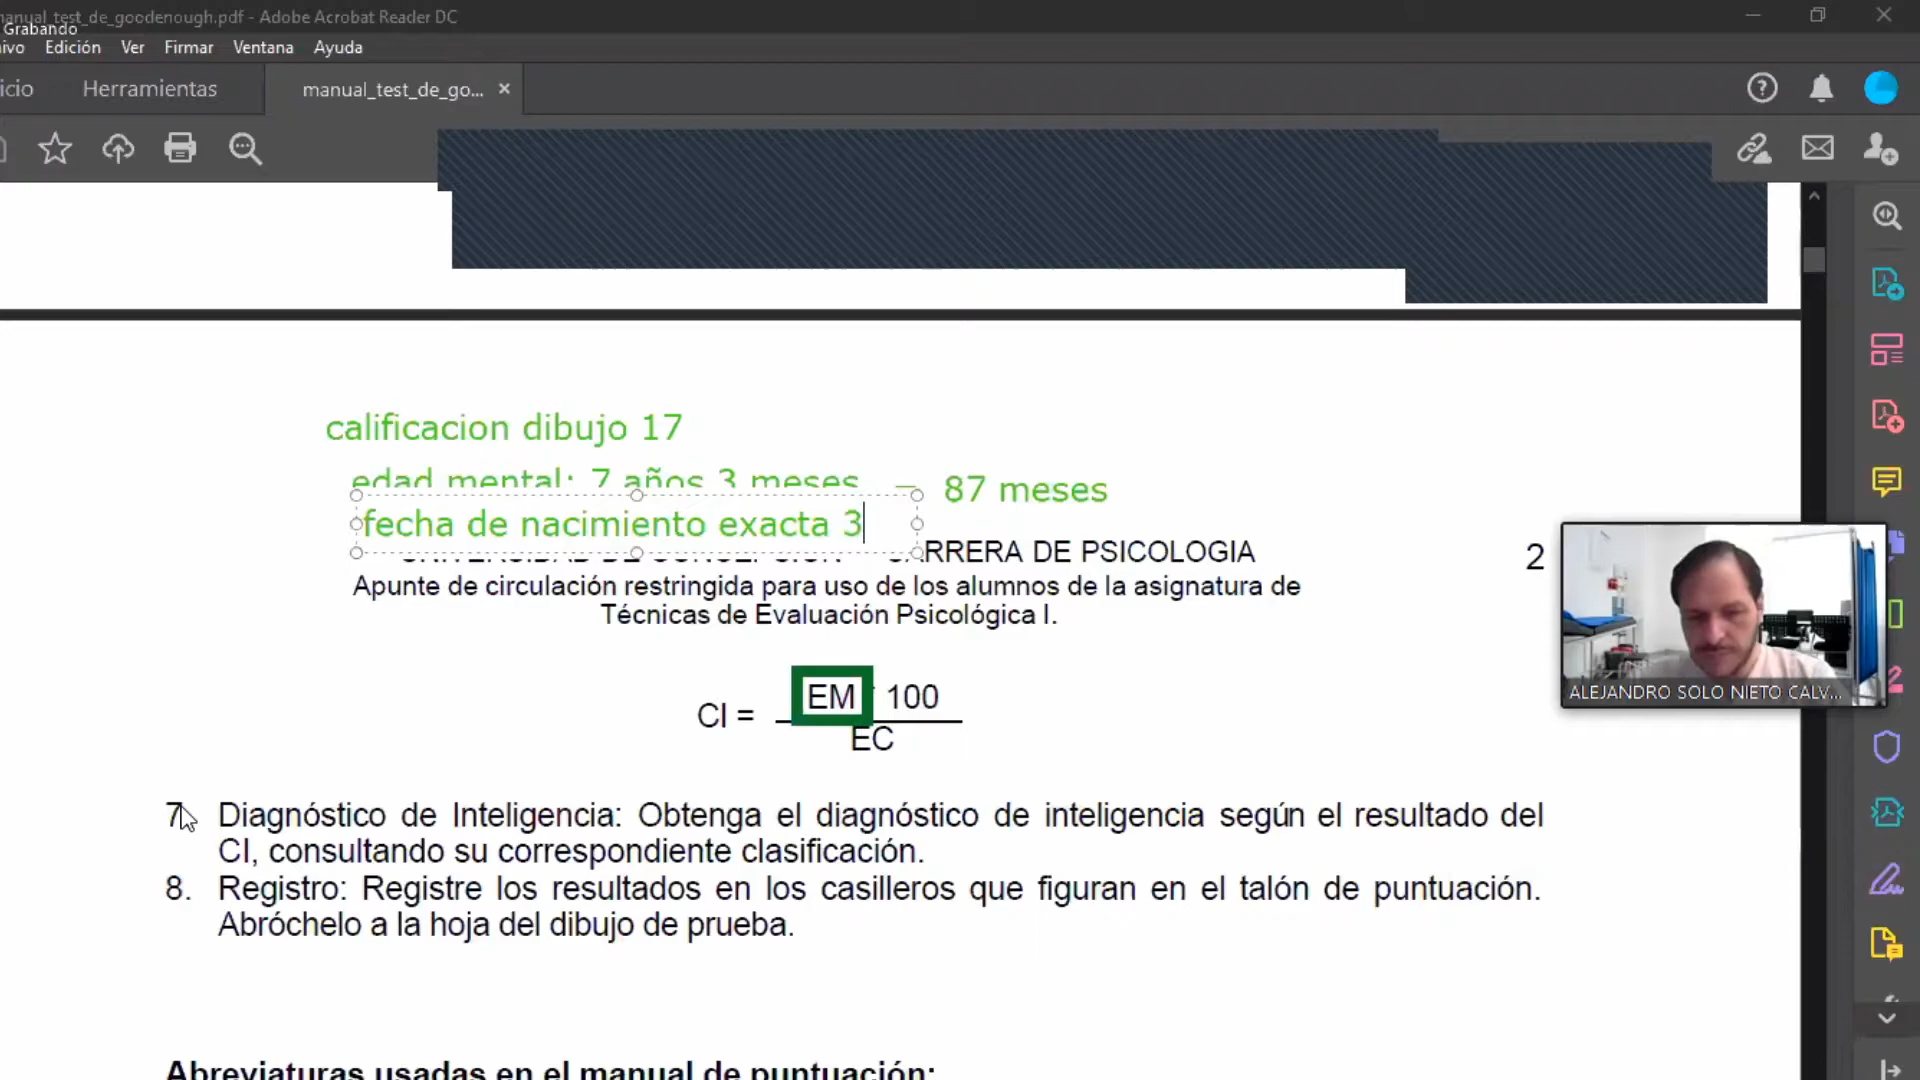 manual_test_de_goodenough.pdf - Adobe Acrobat Reader DC
Grabando
ivo Edición Ver Firmar Ventana Ayuda
icio Herramientas manual_test_de_go... ×
calificacion dibujo 17
edad mental: 7 años 3 meses = 87 meses
fecha de nacimiento exacta 3
RRERA DE PSICOLOGIA 2
Apunte de circulación restringida para uso de los alumnos de la asignatura de
Técnicas de Evaluación Psicológica I.
CI = EM 100
EC
7. Diagnóstico de Inteligencia: Obtenga el diagnóstico de inteligencia según el resultado del
CI, consultando su correspondiente clasificación.
8. Registro: Registre los resultados en los casilleros que figuran en el talón de puntuación.
Abróchelo a la hoja del dibujo de prueba.
Abreviaturas usadas en el manual de puntuación:
ALEJANDRO SOLO NIETO CALV...